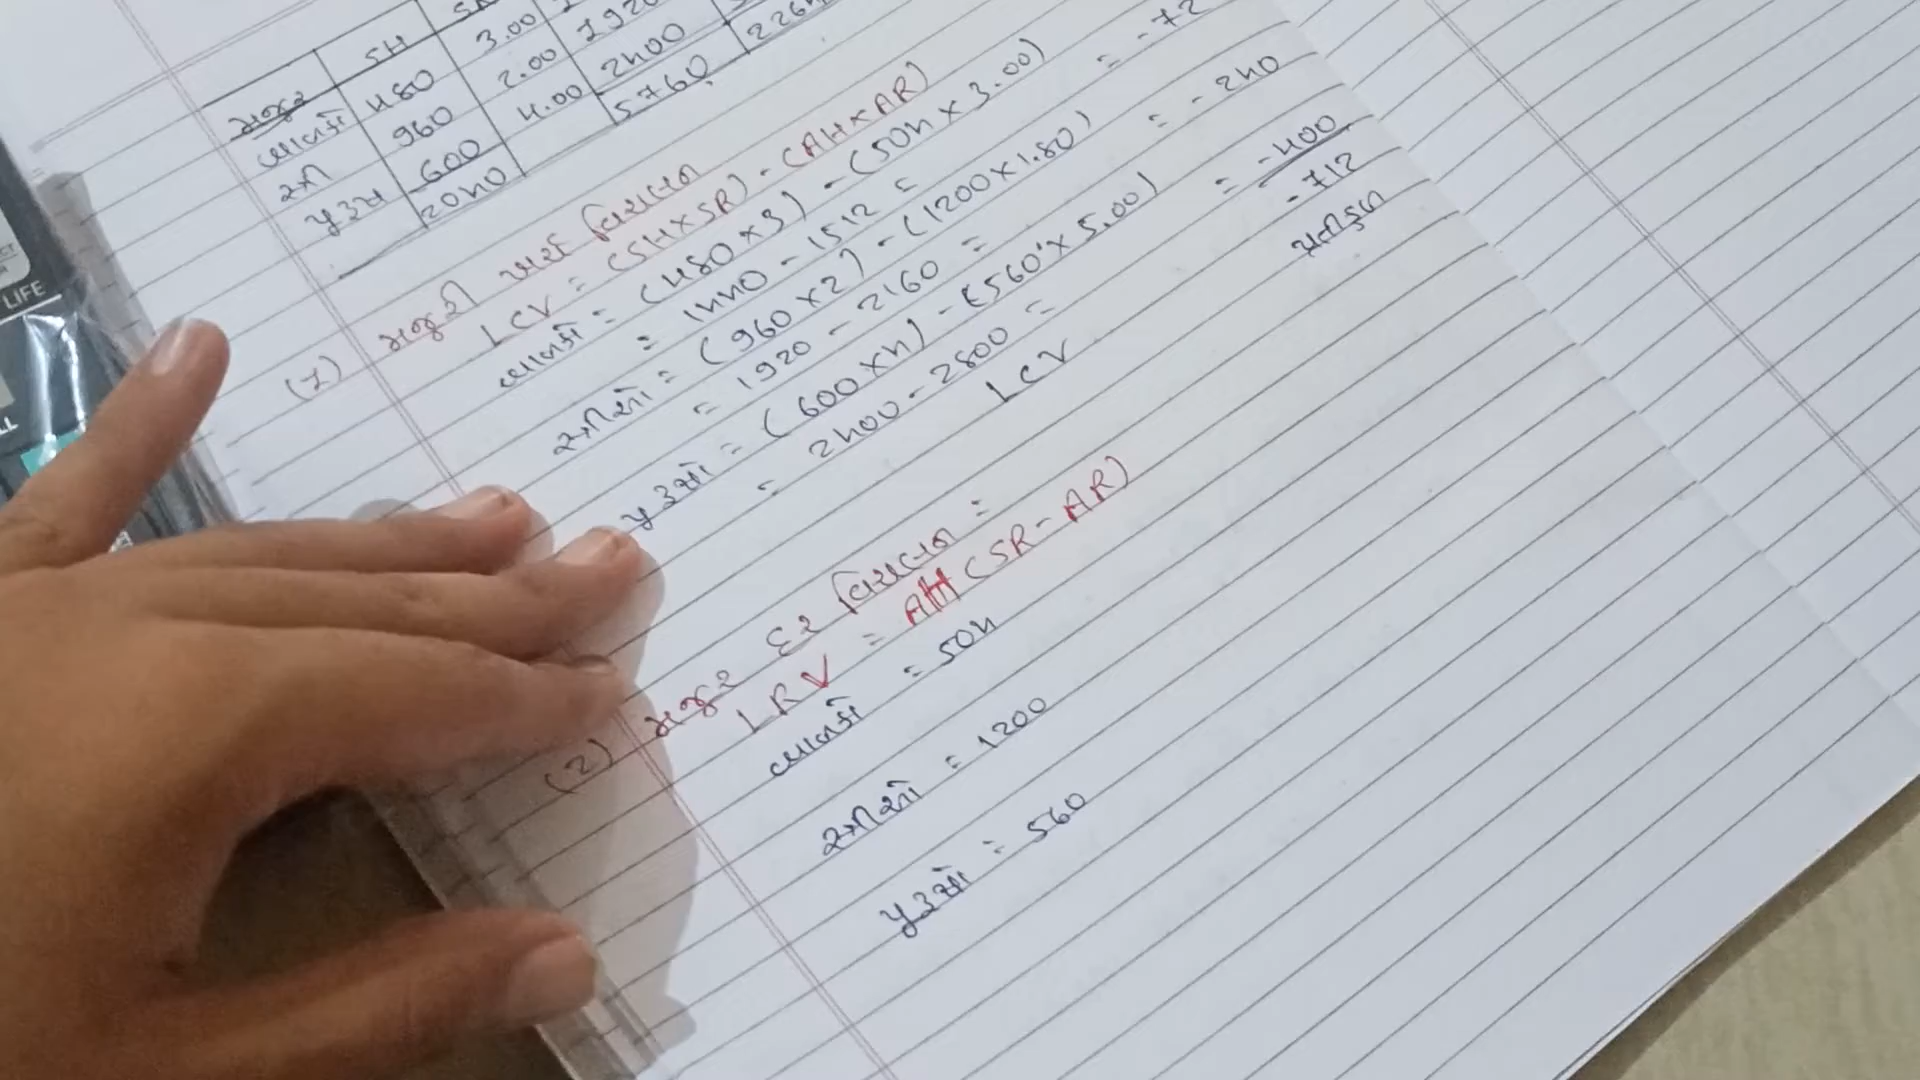 SH
મજૂર
બાળકો 480 3.00
સ્ત્રી 960 2.00 1920
પુરુષ 600 4.00 2400
2040 5760
(1) મજૂરી ખર્ચ વિચલન
LCV = (SH×SR) - (AH×AR)
બાળકો = (480×3) - (504×3.00)
= 1440 - 1512 = = -72
સ્ત્રીઓ = (960×2) - (1200×1.80)
= 1920 - 2160 = = -240
પુરુષો = (600×4) - (560×5.00)
= 2400 - 2800 = = -400
LCV -712
પ્રતિકૂળ
(2) મજૂર દર વિચલન =
LRV = AH (SR - AR)
બાળકો = 504
સ્ત્રીઓ = 1200
પુરુષો = 560
LIFE